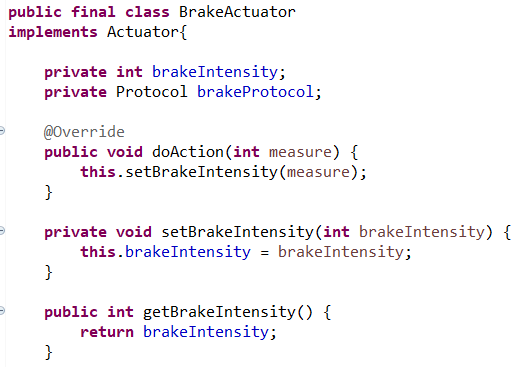 public final class BrakeActuator
implements Actuator{
private int brakeIntensity;
private Protocol brakeProtocol;
@Override
public void doAction(int measure) {
this.setBrakeIntensity(measure);
}
private void setBrakeIntensity(int brakeIntensity) {
this.brakeIntensity = brakeIntensity;
}
public int getBrakeIntensity() {
return brakeIntensity;
}